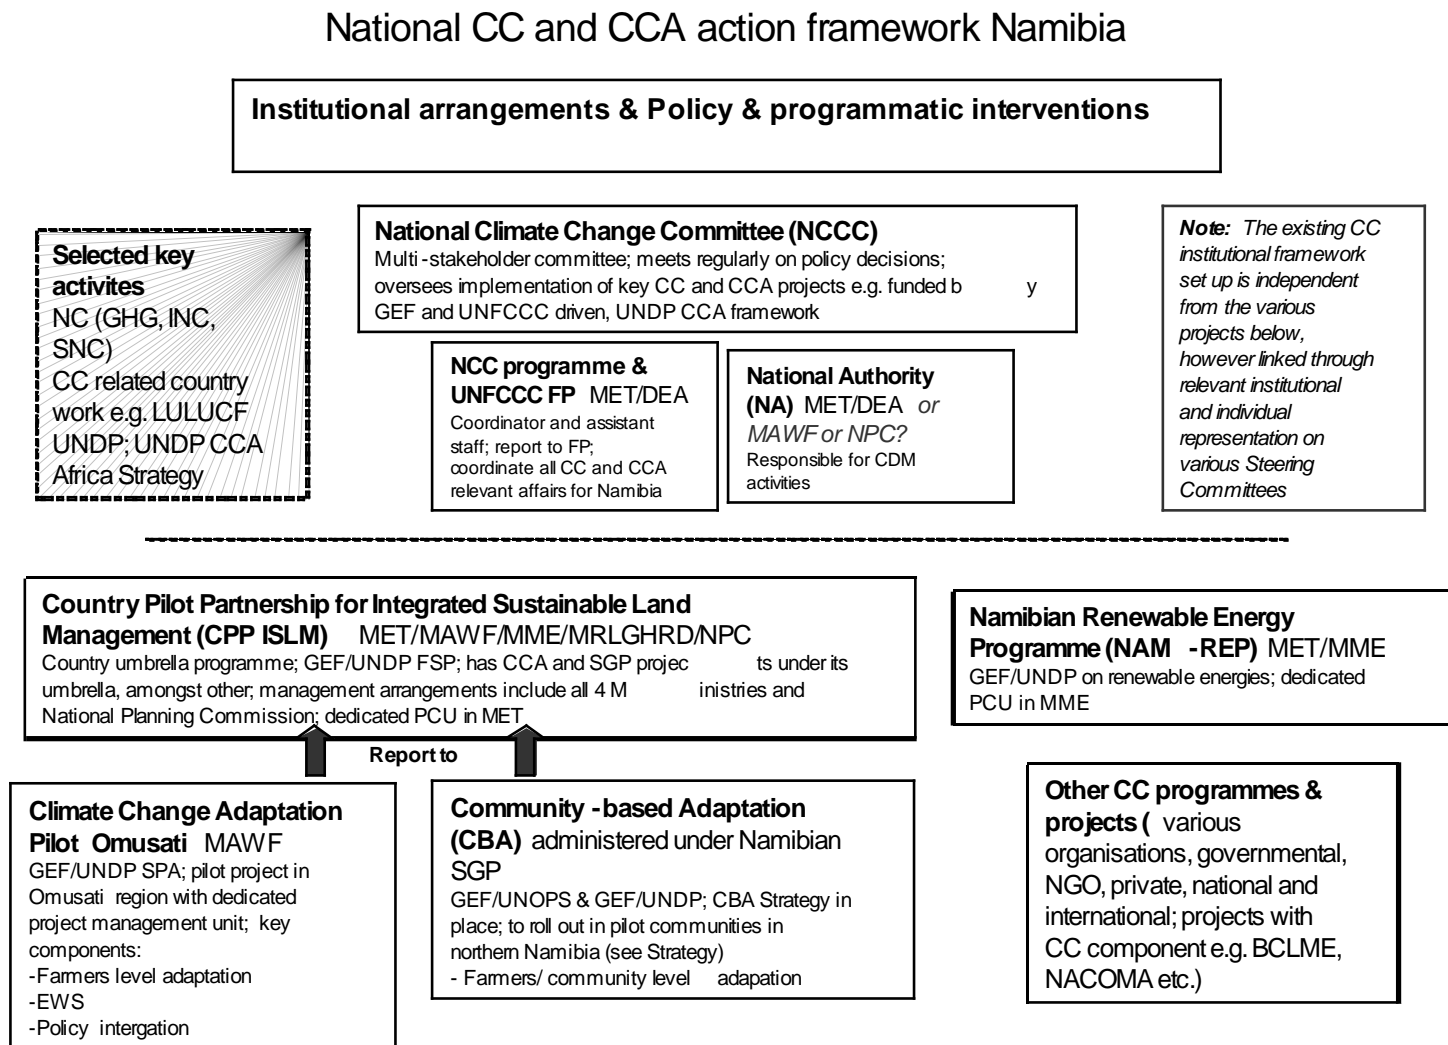 National CC and CCA action framework Namibia
Institutional arrangements & Policy & programmatic interventions
Selected key
activites
NC (GHG, INC,
SNC)
CC related country
work e.g. LULUCF
UNDP; UNDP CCA
Africa Strategy
National Climate Change Committee (NCCC)
Multi -stakeholder committee; meets regularly on policy decisions;
oversees implementation of key CC and CCA projects e.g. funded b y
GEF and UNFCCC driven, UNDP CCA framework
NCC programme &
UNFCCC FP MET/DEA
Coordinator and assistant
staff; report to FP;
coordinate all CC and CCA
relevant affairs for Namibia
National Authority
(NA) MET/DEA or
MAWF or NPC?
Responsible for CDM
activities
Note: The existing CC
institutional framework
set up is independent
from the various
projects below,
however linked through
relevant institutional
and individual
representation on
various Steering
Committees
Country Pilot Partnership for Integrated Sustainable Land
Management (CPP ISLM) MET/MAWF/MME/MRLGHRD/NPC
Country umbrella programme; GEF/UNDP FSP; has CCA and SGP projec ts under its
umbrella, amongst other; management arrangements include all 4 M inistries and
National Planning Commission; dedicated PCU in MET
Namibian Renewable Energy
Programme (NAM -REP) MET/MME
GEF/UNDP on renewable energies; dedicated
PCU in MME
Report to
Climate Change Adaptation
Pilot Omusati MAWF
GEF/UNDP SPA; pilot project in
Omusati region with dedicated
project management unit; key
components:
-Farmers level adaptation
-EWS
-Policy intergation
Community -based Adaptation
(CBA) administered under Namibian
SGP
GEF/UNOPS & GEF/UNDP; CBA Strategy in
place; to roll out in pilot communities in
northern Namibia (see Strategy)
- Farmers/ community level adapation
Other CC programmes &
projects ( various
organisations, governmental,
NGO, private, national and
international; projects with
CC component e.g. BCLME,
NACOMA etc.)